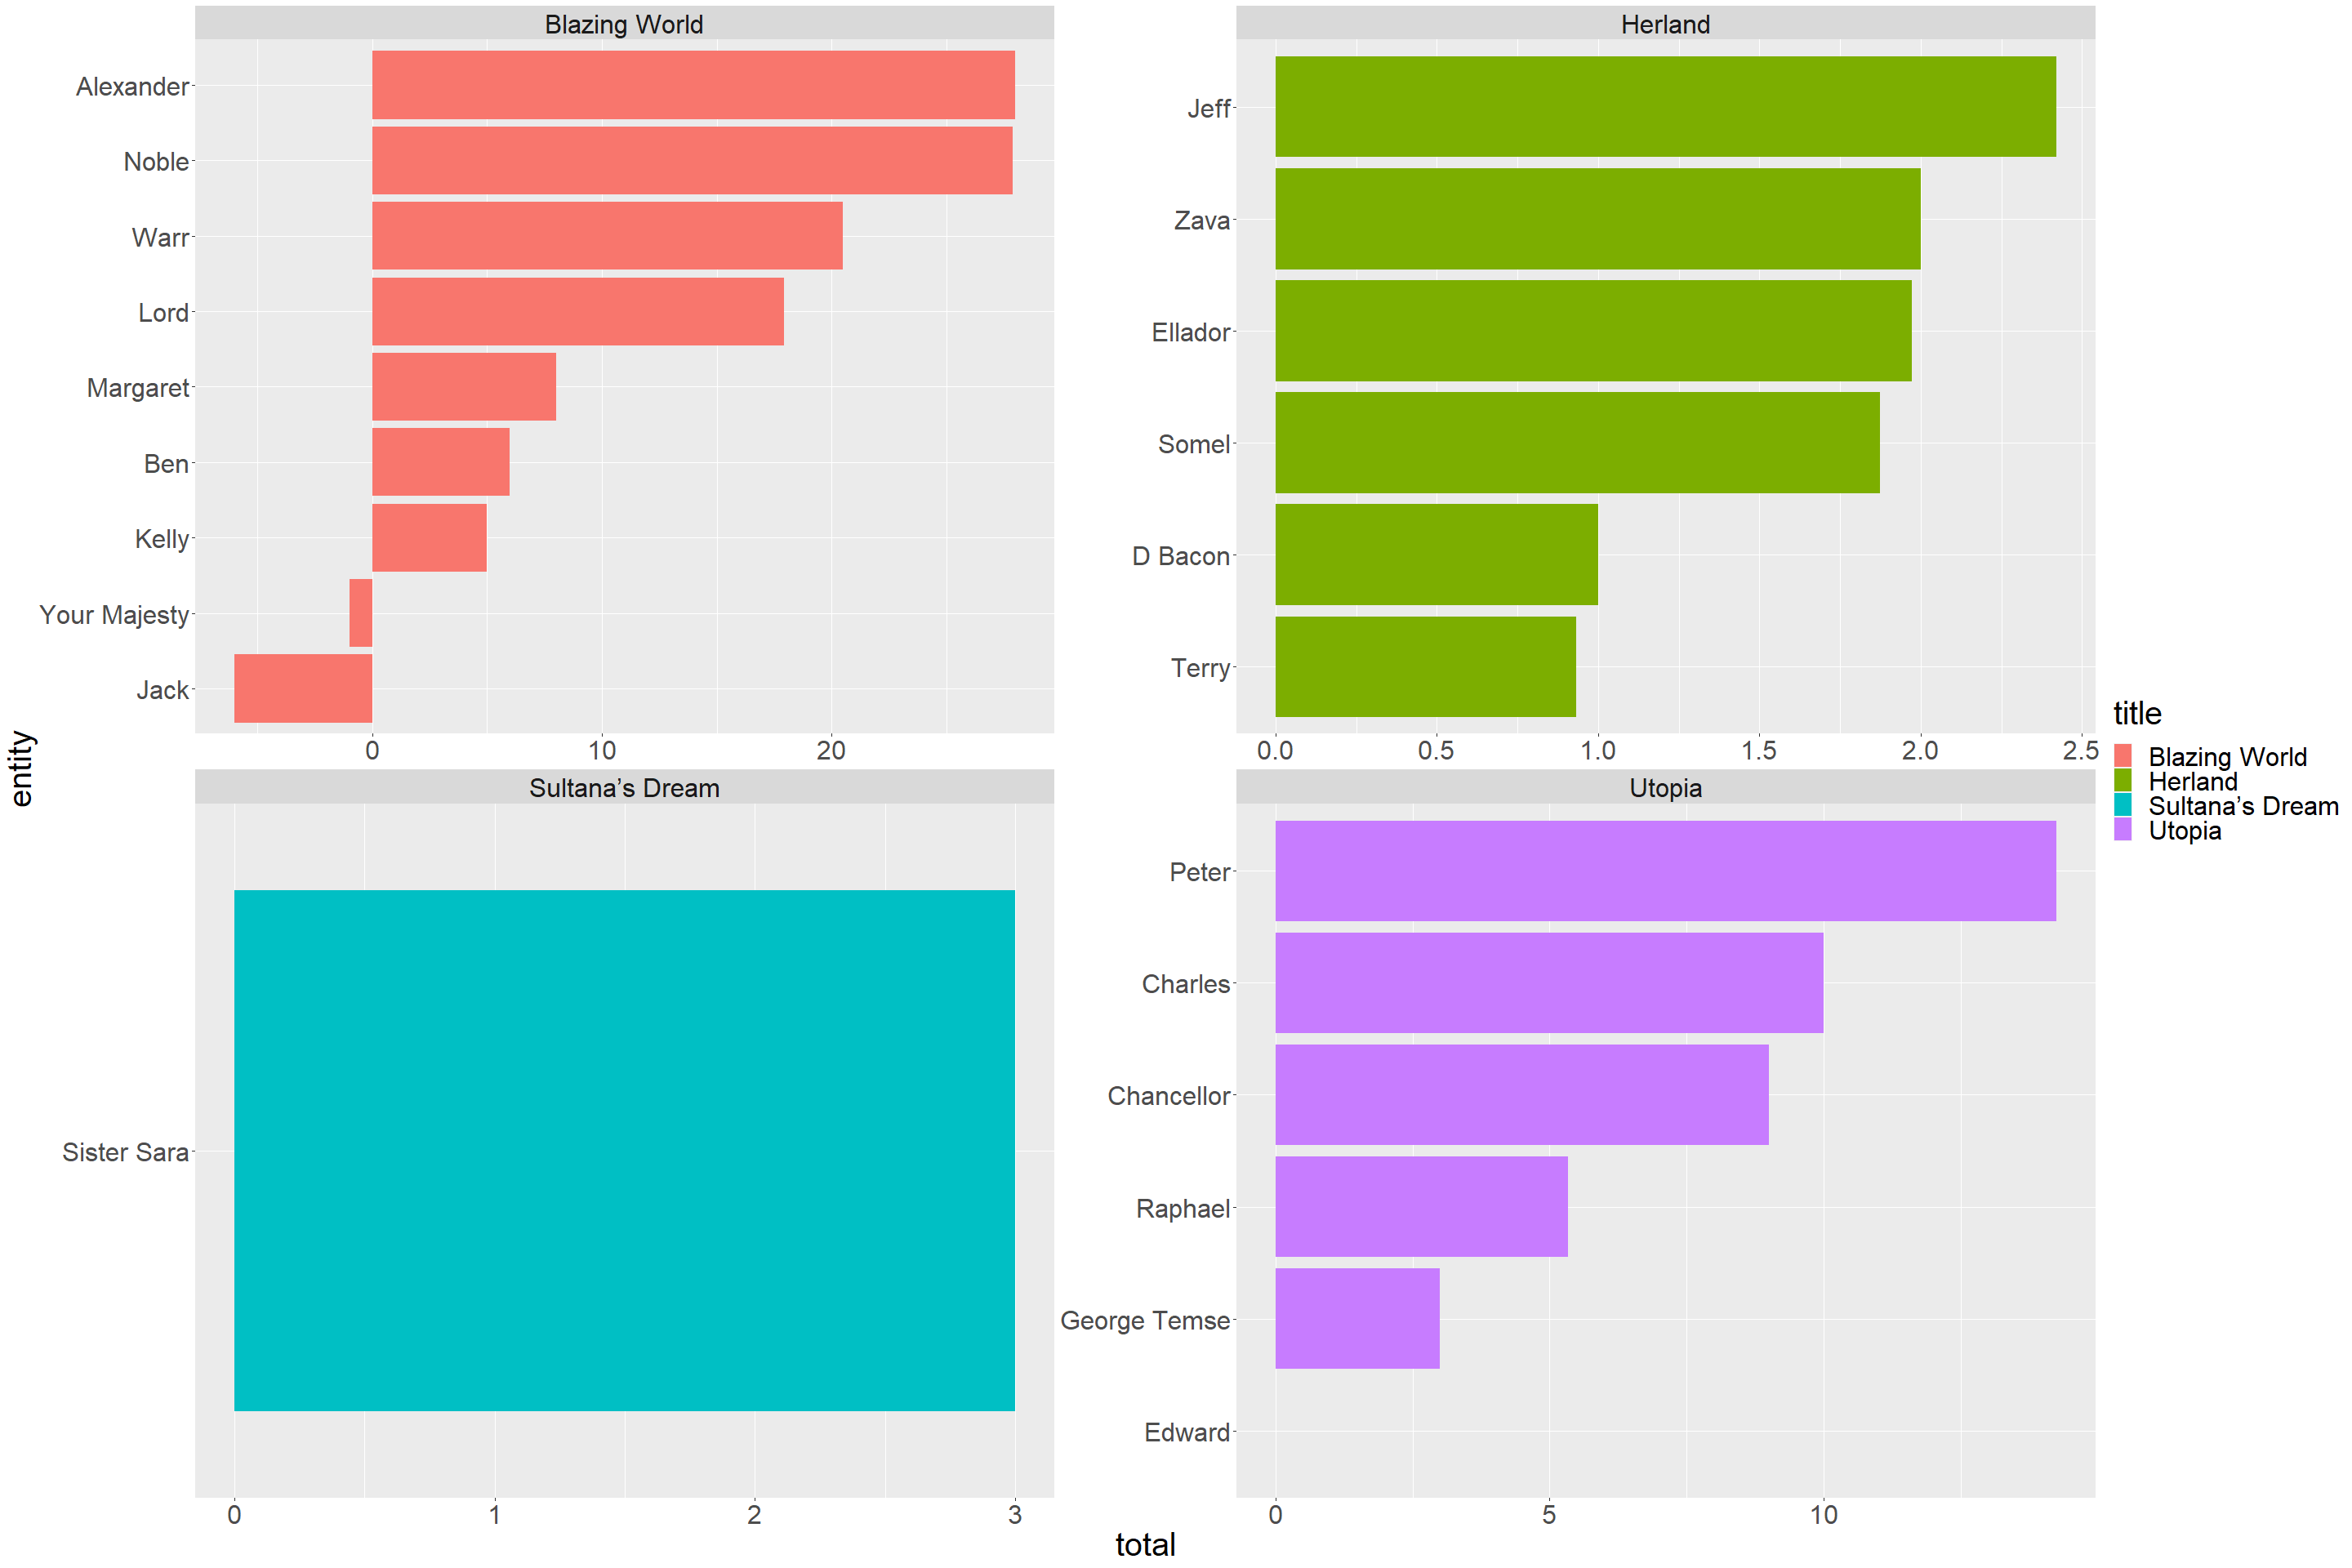 Blazing World
Alexander
Noble
Warr
Lord
Margaret
Ben
Kelly
Your Majesty
Jack
0 10 20
Herland
Jeff
Zava
Ellador
Somel
D Bacon
Terry
0.0 0.5 1.0 1.5 2.0 2.5
Sultana’s Dream
Sister Sara
0 1 2 3
Utopia
Peter
Charles
Chancellor
Raphael
George Temse
Edward
0 5 10
entity
total
title
Blazing World
Herland
Sultana’s Dream
Utopia